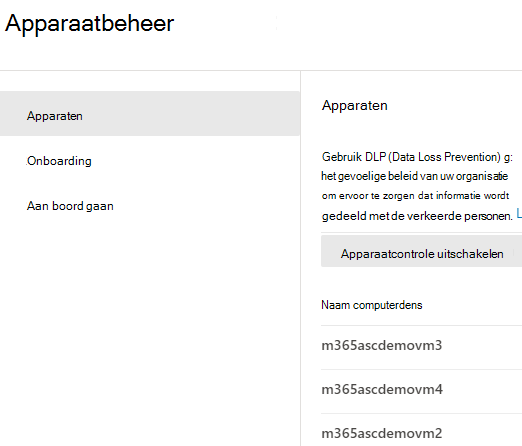 Apparaatbeheer
Apparaten
Onboarding
Aan boord gaan
Apparaten
Gebruik DLP (Data Loss Prevention) g:
het gevoelige beleid van uw organisatie
om ervoor te zorgen dat informatie wordt
gedeeld met de verkeerde personen. L
Apparaatcontrole uitschakelen
Naam computerdens
m365ascdemovm3
m365ascdemovm4
m365ascdemovm2